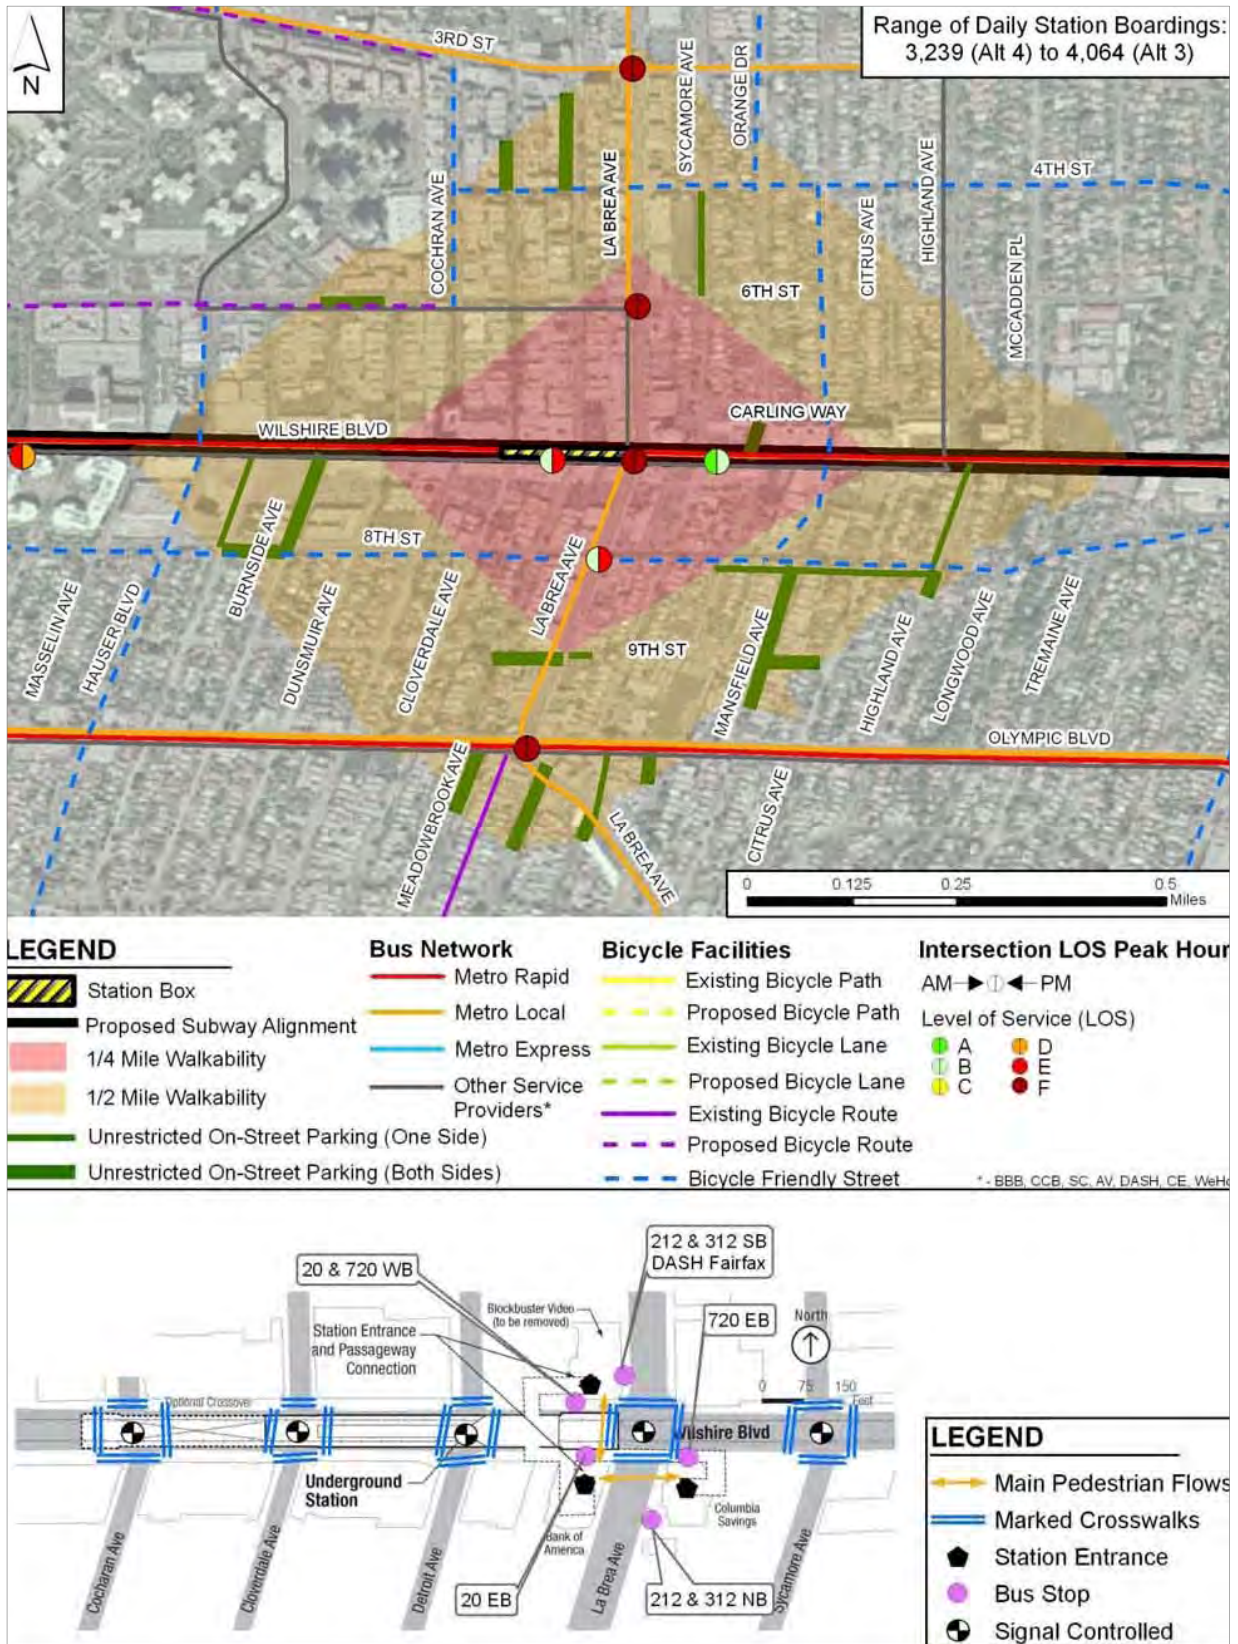 Range of Daily Station Boardings:
3,239 (Alt 4) to 4,064 (Alt 3)
N
3RD ST
SYCAMORE AVE
ORANGE DR
LA BREA AVE
COCHRAN AVE
4TH ST
CITRUS AVE
HIGHLAND AVE
MCCADDEN PL
6TH ST
CARLING WAY
WILSHIRE BLVD
8TH ST
BURNSIDE AVE
MASSELIN AVE
HAUSER BLVD
DUNSMUIR AVE
CLOVERDALE AVE
LA BREA AVE
9TH ST
MANSFIELD AVE
HIGHLAND AVE
LONGWOOD AVE
TREMAINE AVE
OLYMPIC BLVD
MEADOWBROOK AVE
LA BREA AVE
CITRUS AVE
0 0.125 0.25 0.5
Miles
LEGEND
Station Box
Proposed Subway Alignment
1/4 Mile Walkability
1/2 Mile Walkability
Unrestricted On-Street Parking (One Side)
Unrestricted On-Street Parking (Both Sides)
Bus Network
Metro Rapid
Metro Local
Metro Express
Other Service
Providers*
Bicycle Facilities
Existing Bicycle Path
Proposed Bicycle Path
Existing Bicycle Lane
Proposed Bicycle Lane
Existing Bicycle Route
Proposed Bicycle Route
Bicycle Friendly Street
Intersection LOS Peak Hour
AM PM
Level of Service (LOS)
A D
B E
C F
* - BBB, CCB, SC, AV, DASH, CE, WeHo
20 & 720 WB
212 & 312 SB
DASH Fairfax
720 EB
Blockbuster Video
(to be removed)
Station Entrance
and Passageway
Connection
North
0 75 150
Feet
Optional Crossover
Wilshire Blvd
Underground
Station
Columbia
Savings
Bank of
America
Cochran Ave
Cloverdale Ave
Detroit Ave
La Brea Ave
Sycamore Ave
20 EB
212 & 312 NB
LEGEND
Main Pedestrian Flows
Marked Crosswalks
Station Entrance
Bus Stop
Signal Controlled